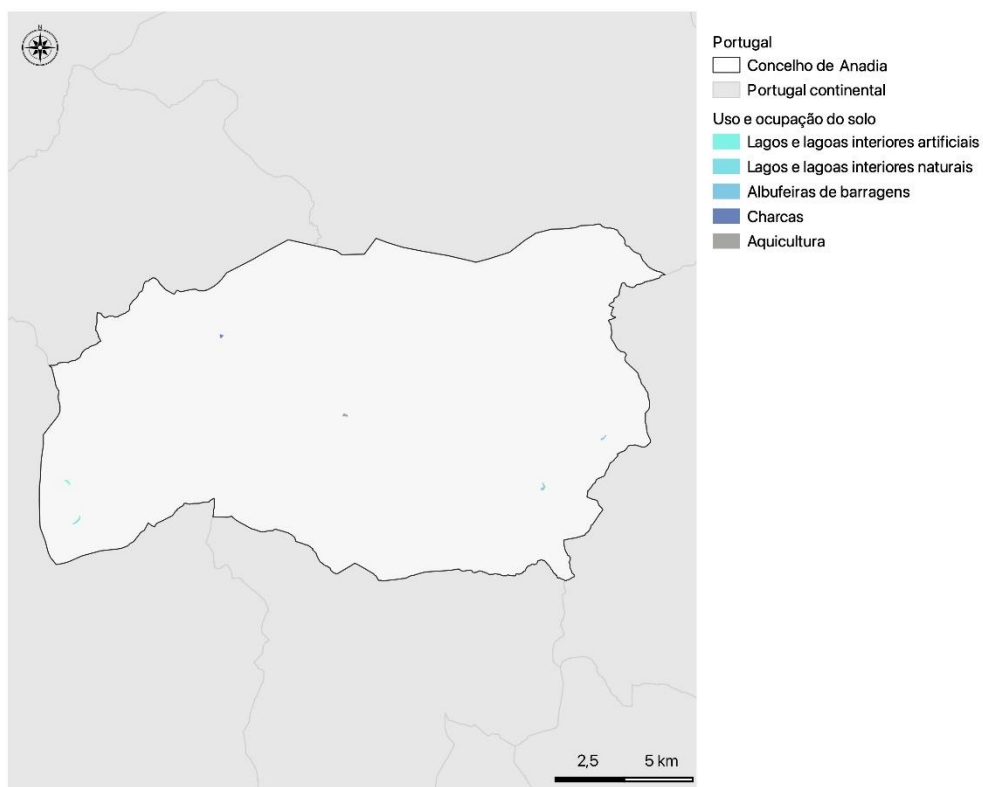 N
Portugal
Concelho de Anadia
Portugal continental
Uso e ocupação do solo
Lagos e lagoas interiores artificiais
Lagos e lagoas interiores naturais
Albufeiras de barragens
Charcas
Aquicultura
2,5 5 km